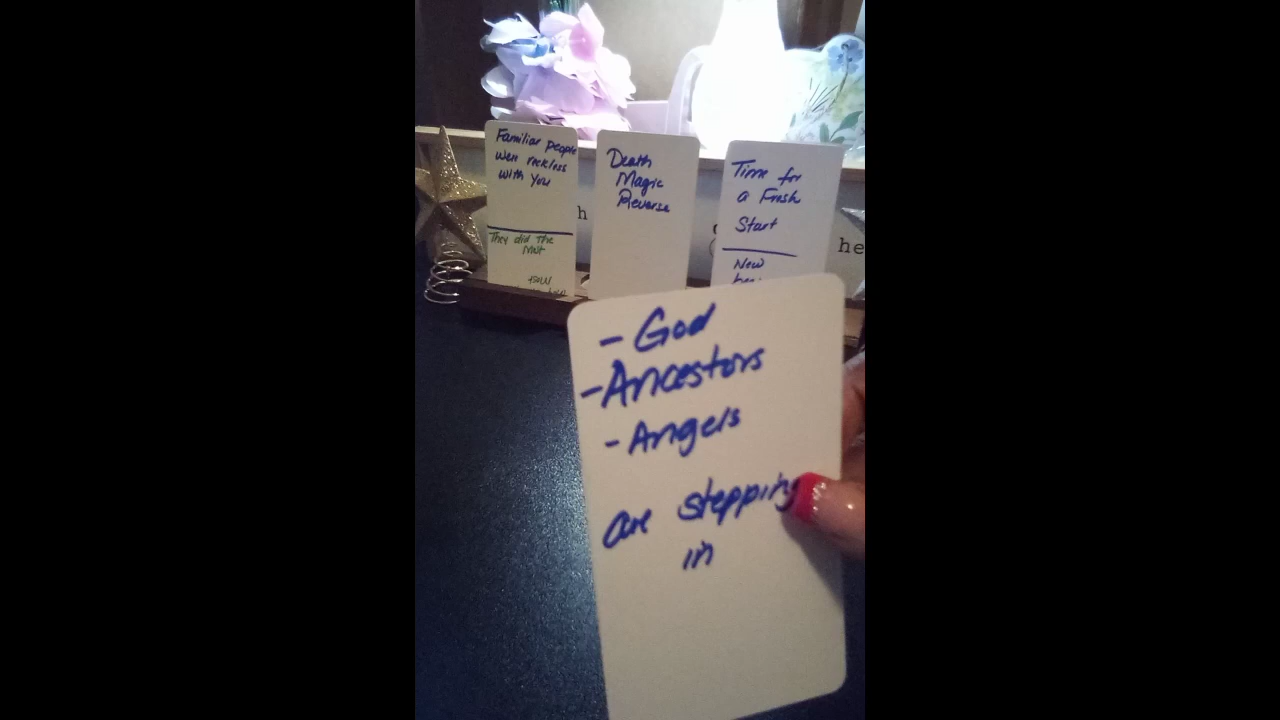 Familiar people
were reckless
with You
They did the
Death
Magic
Reverse
Time for
a Fresh
Start
New
h
he
- God
- Ancestors
- Angels
are stepping
in